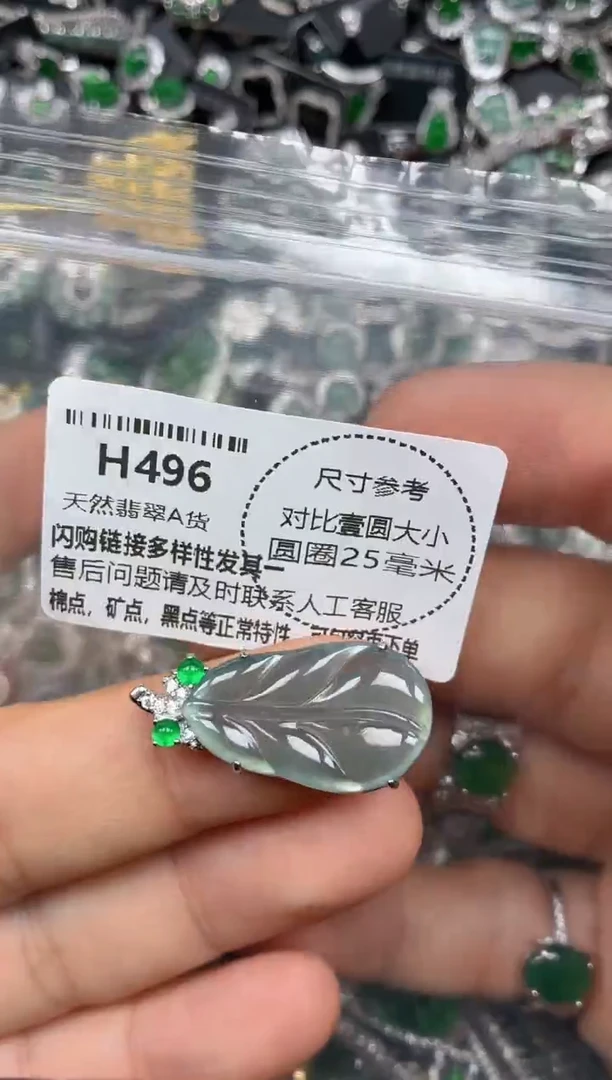 H496
天然翡翠A货
闪购链接多样性发其一
售后问题请及时联系人工客服
棉点，矿点，黑点等正常特性，
下单
尺寸参考
对比壹圆大小
圆圈25毫米